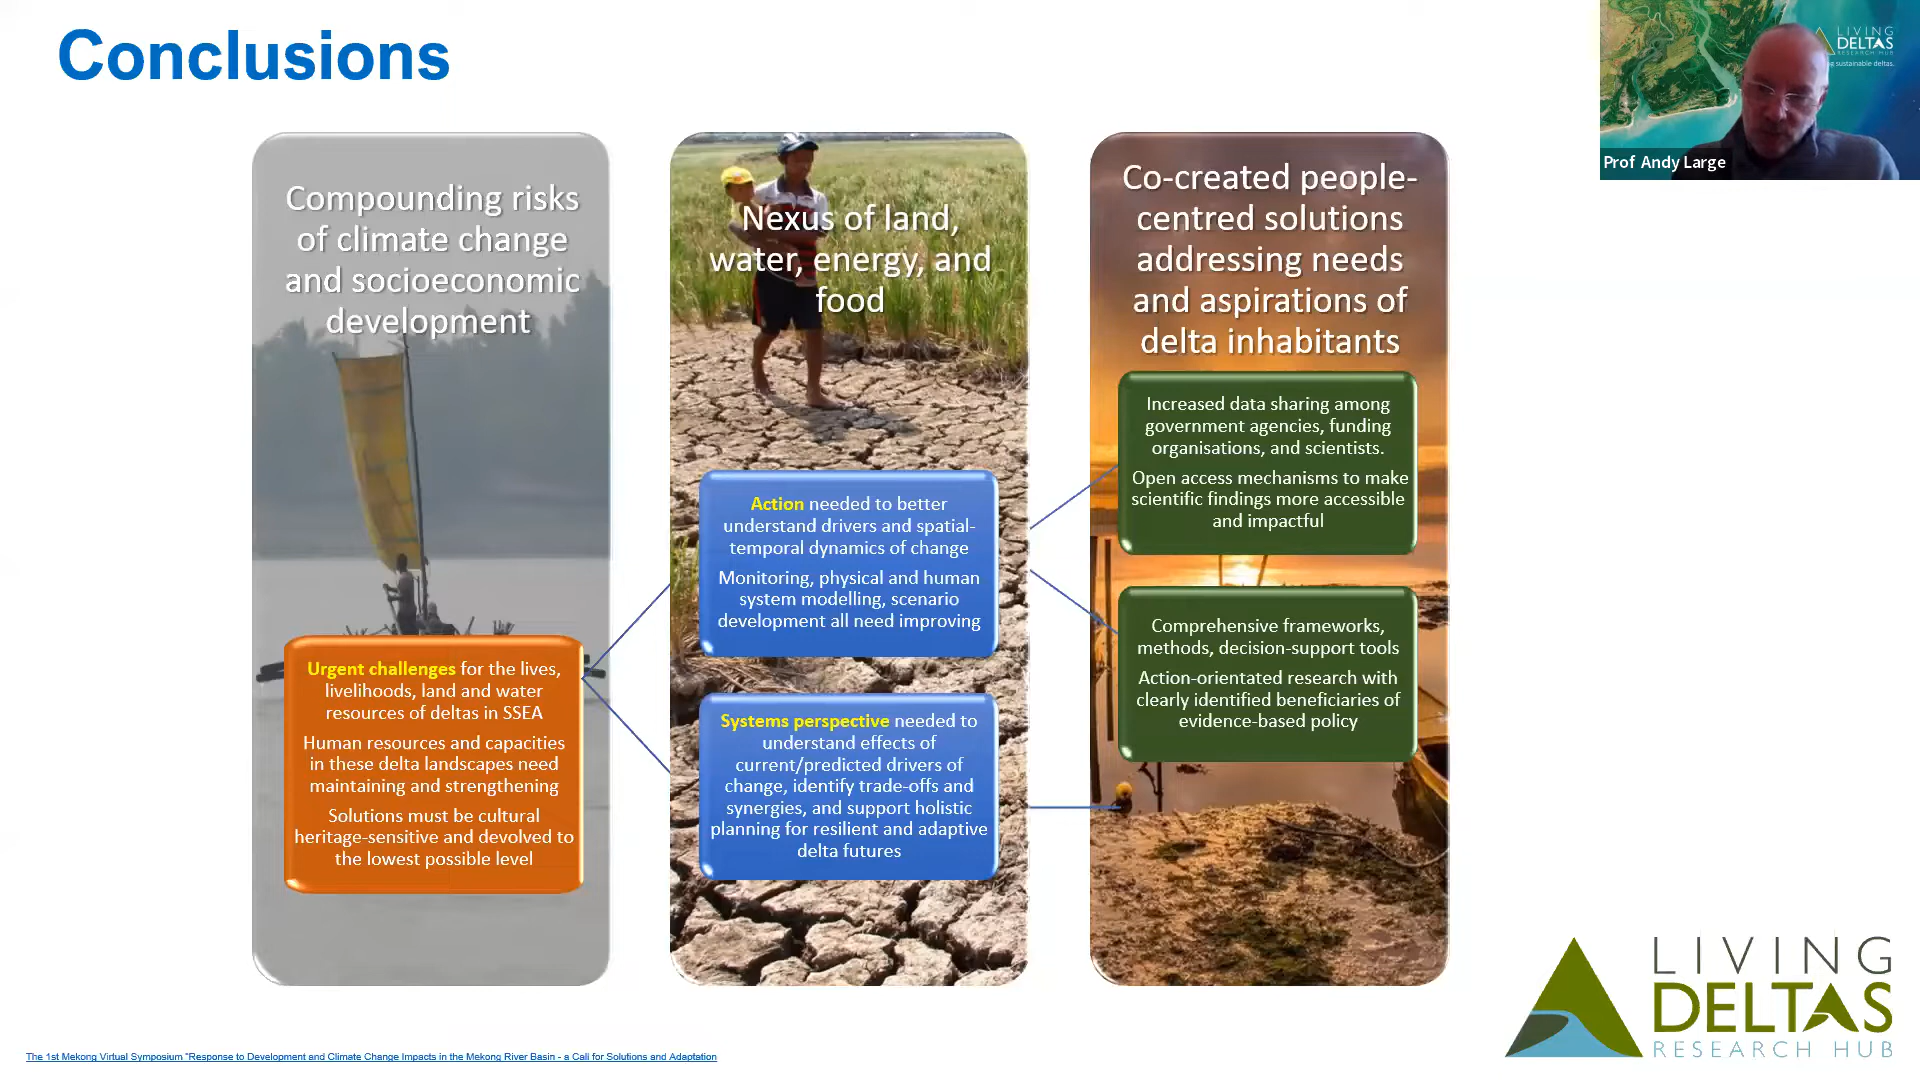 Conclusions
Compounding risks
of climate change
and socioeconomic
development
Urgent challenges for the lives,
livelihoods, land and water
resources of deltas in SSEA
Human resources and capacities
in these delta landscapes need
maintaining and strengthening
Solutions must be cultural
heritage-sensitive and devolved to
the lowest possible level
Nexus of land,
water, energy, and
food
Action needed to better
understand drivers and spatial-
temporal dynamics of change
Monitoring, physical and human
system modelling, scenario
development all need improving
Systems perspective needed to
understand effects of
current/predicted drivers of
change, identify trade-offs and
synergies, and support holistic
planning for resilient and adaptive
delta futures
Co-created people-
centred solutions
addressing needs
and aspirations of
delta inhabitants
Increased data sharing among
government agencies, funding
organisations, and scientists.
Open access mechanisms to make
scientific findings more accessible
and impactful
Comprehensive frameworks,
methods, decision-support tools
Action-orientated research with
clearly identified beneficiaries of
evidence-based policy
LIVING
DELTAS
RESEARCH HUB
sustainable deltas.
Prof Andy Large
LIVING
DELTAS
RESEARCH HUB
The 1st Mekong Virtual Symposium "Response to Development and Climate Change Impacts in the Mekong River Basin - a Call for Solutions and Adaptation